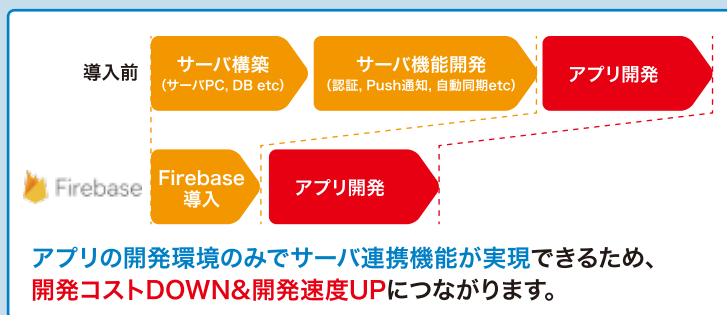 導入前
サーバ構築
（サーバPC, DB etc）
サーバ機能開発
（認証, Push通知, 自動同期etc）
アプリ開発
Firebase
Firebase
導入
アプリ開発
アプリの開発環境のみでサーバ連携機能が実現できるため、
開発コストDOWN&開発速度UPにつながります。